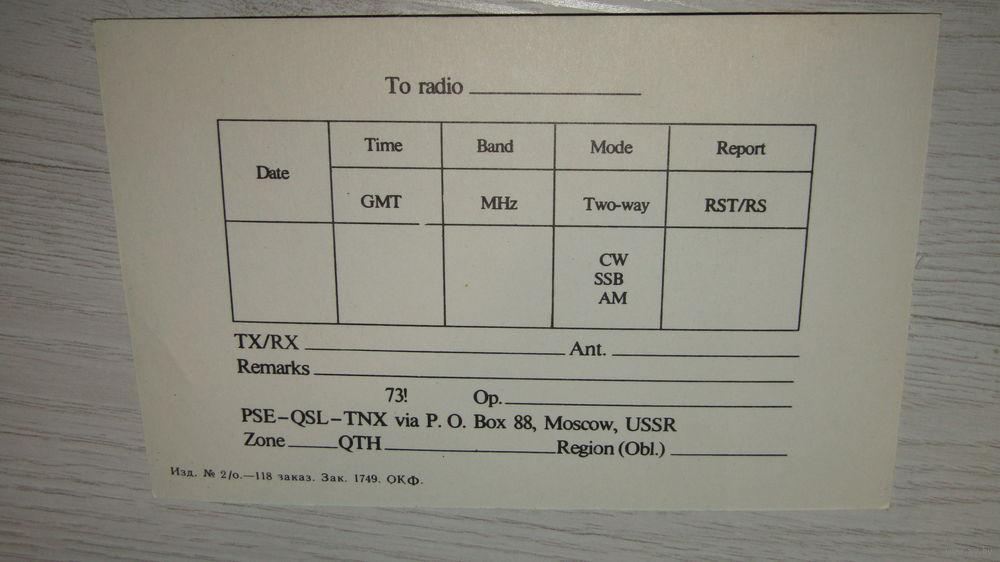 To radio
Date Time Band Mode Report
GMT MHz Two-way RST/RS
CW
SSB
AM
TX/RX Ant.
Remarks
73! Op.
PSE-QSL-TNX via P. O. Box 88, Moscow, USSR
Zone QTH Region (Obl.)
Изд. № 2/о.—118 заказ. Зак. 1749. ОКФ.